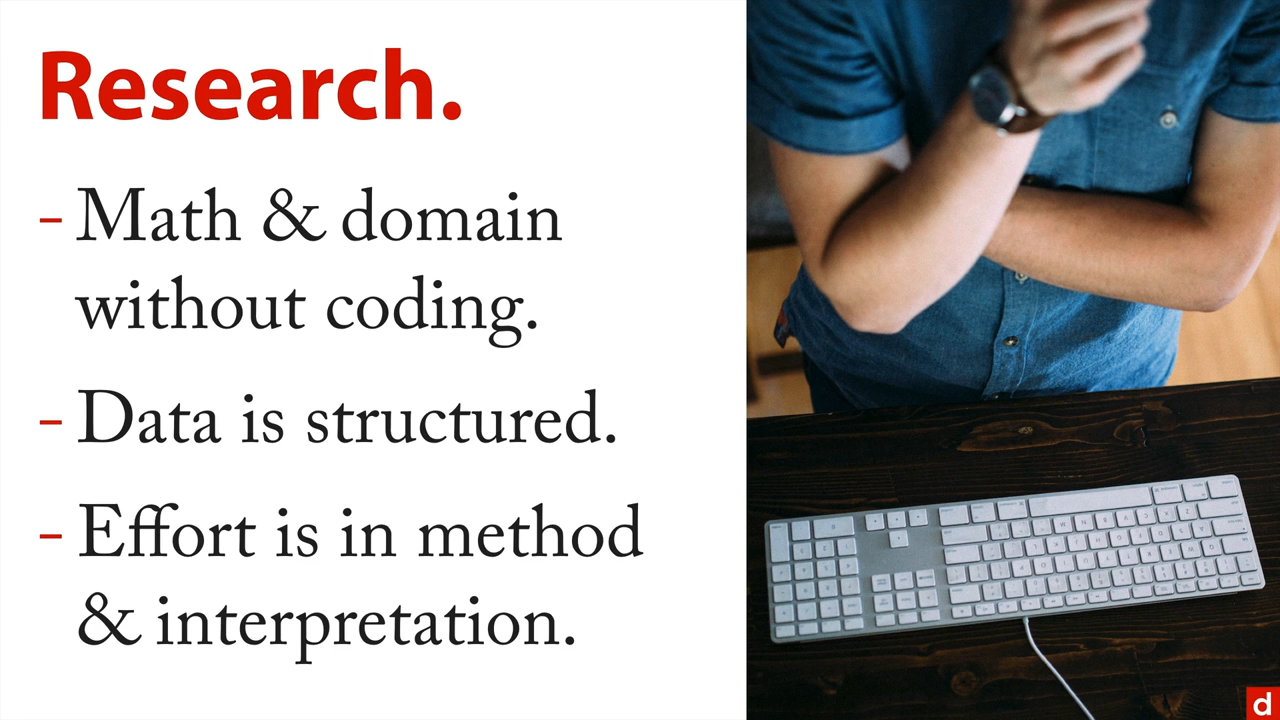 Research.
- Math & domain
without coding.
- Data is structured.
- Effort is in method
& interpretation.
d